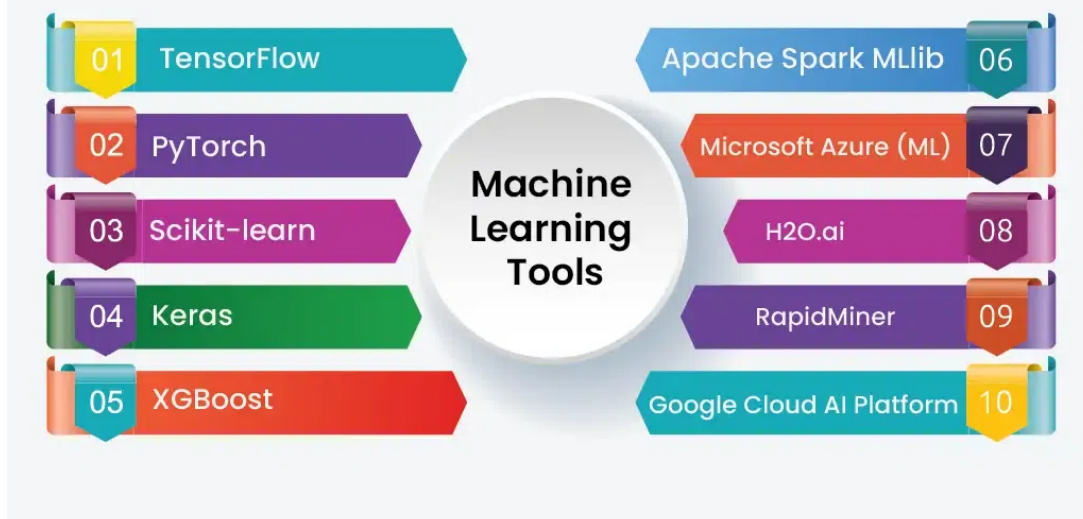 01 TensorFlow
02 PyTorch
03 Scikit-learn
04 Keras
05 XGBoost
Machine
Learning
Tools
Apache Spark MLlib 06
Microsoft Azure (ML) 07
H2O.ai 08
RapidMiner 09
Google Cloud AI Platform 10